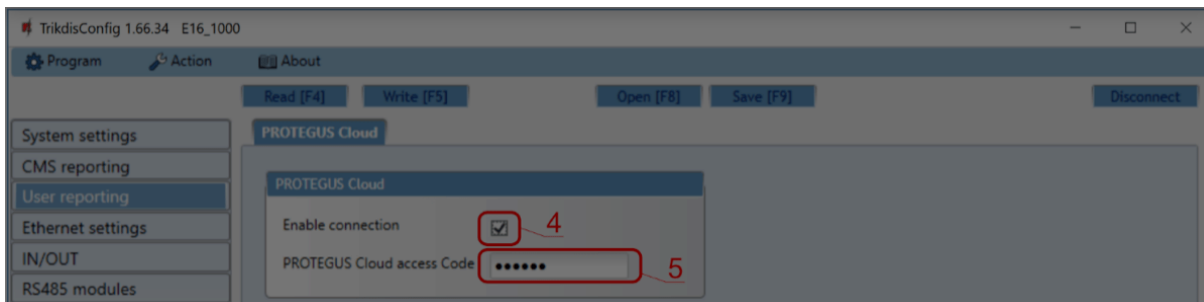 TrikdisConfig 1.66.34 E16_1000
Program Action About
Read [F4] Write [F5] Open [F8] Save [F9] Disconnect
System settings
CMS reporting
User reporting
Ethernet settings
IN/OUT
RS485 modules
PROTEGUS Cloud
PROTEGUS Cloud
Enable connection 4
PROTEGUS Cloud access Code •••••• 5